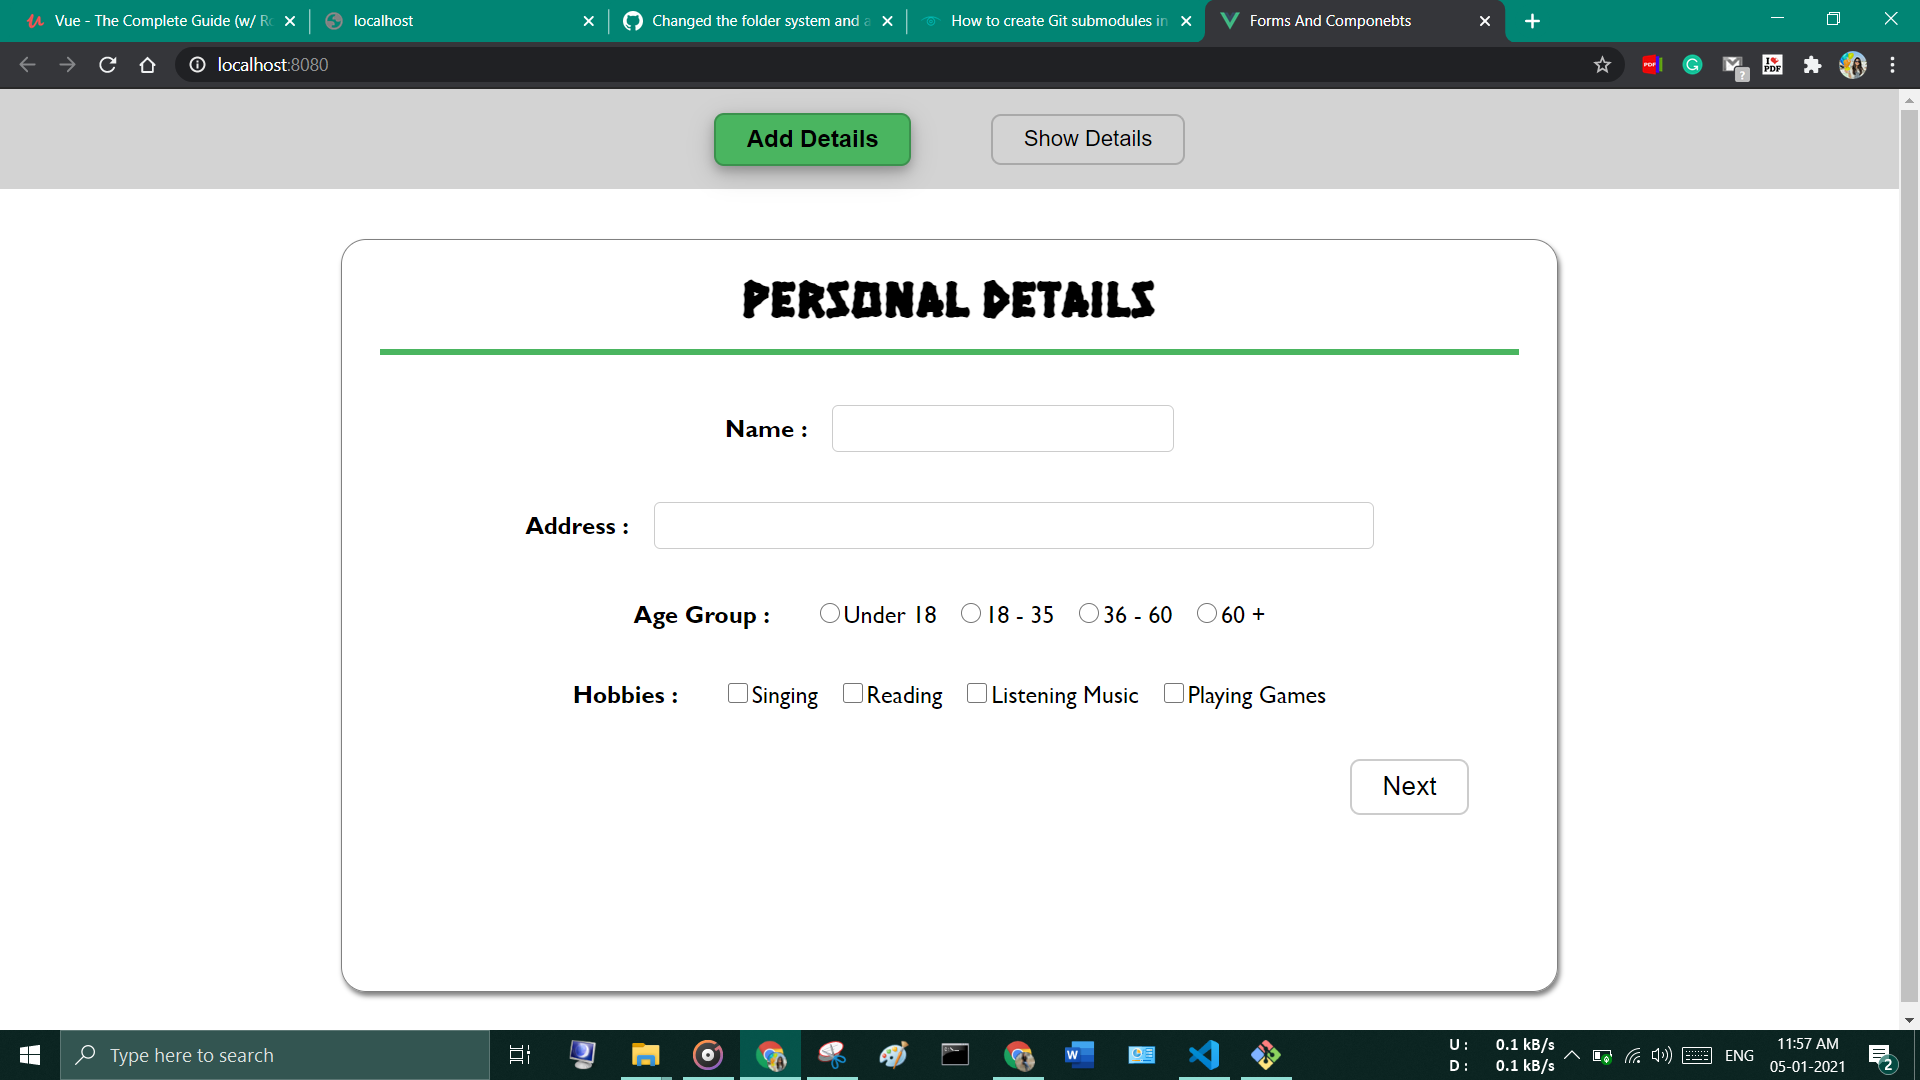 Vue - The Complete Guide (w/ Ro
localhost
Changed the folder system and a
How to create Git submodules in
Forms And Componebts
localhost:8080
Add Details
Show Details
PERSONAL DETAILS
Name :
Address :
Age Group : Under 18 18 - 35 36 - 60 60 +
Hobbies : Singing Reading Listening Music Playing Games
Next
Type here to search
U : 0.1 kB/s
D : 0.1 kB/s
ENG
11:57 AM
05-01-2021
2